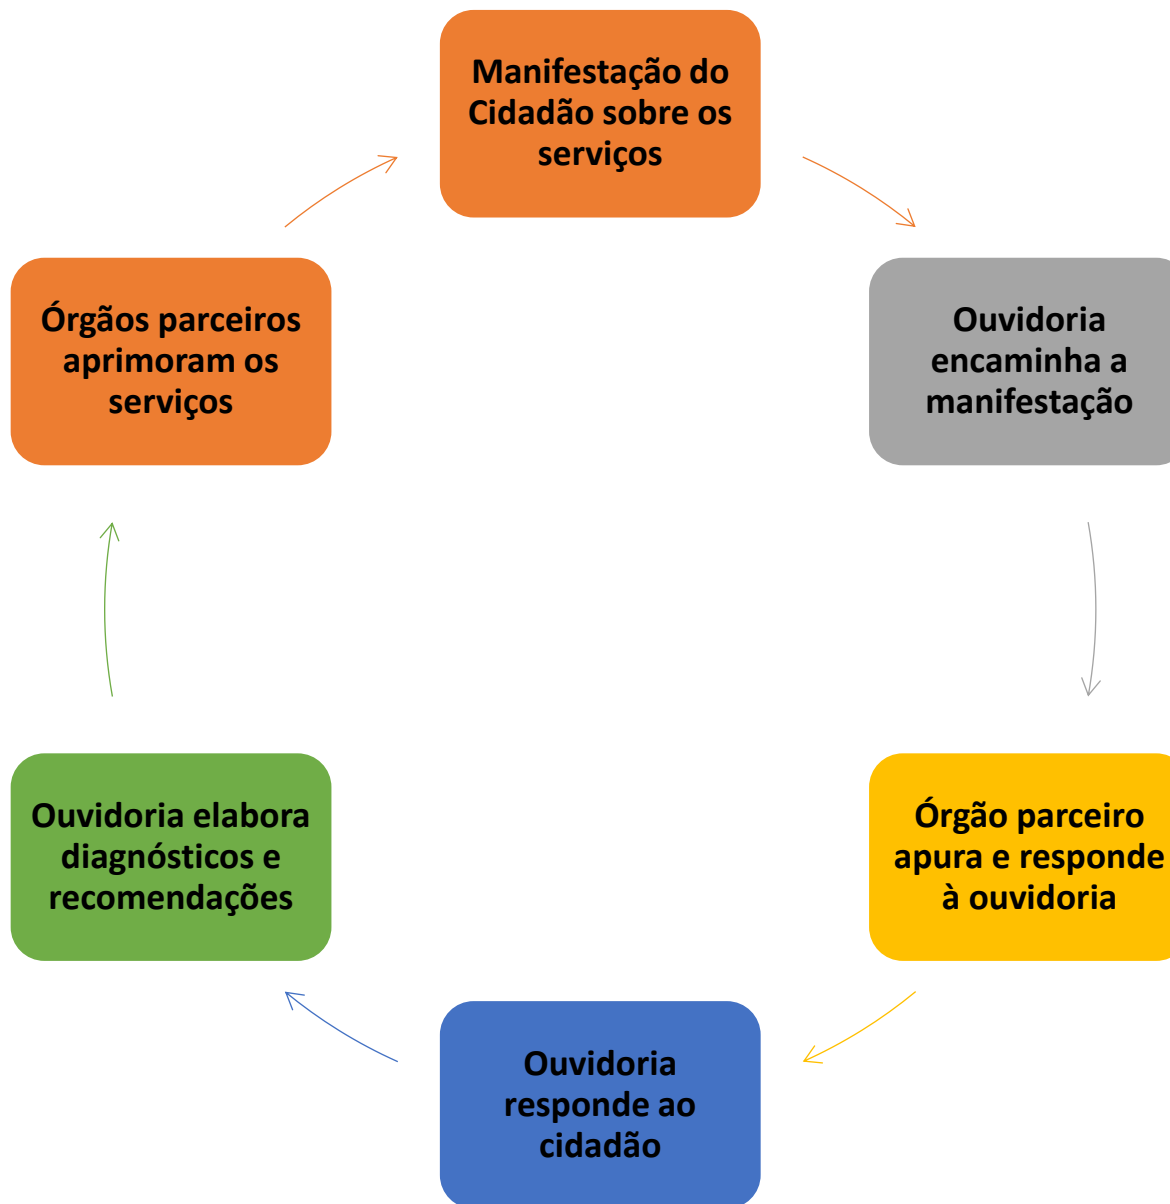 Manifestação do
Cidadão sobre os
serviços
Ouvidoria
encaminha a
manifestação
Órgão parceiro
apura e responde
à ouvidoria
Ouvidoria
responde ao
cidadão
Ouvidoria elabora
diagnósticos e
recomendações
Órgãos parceiros
aprimoram os
serviços